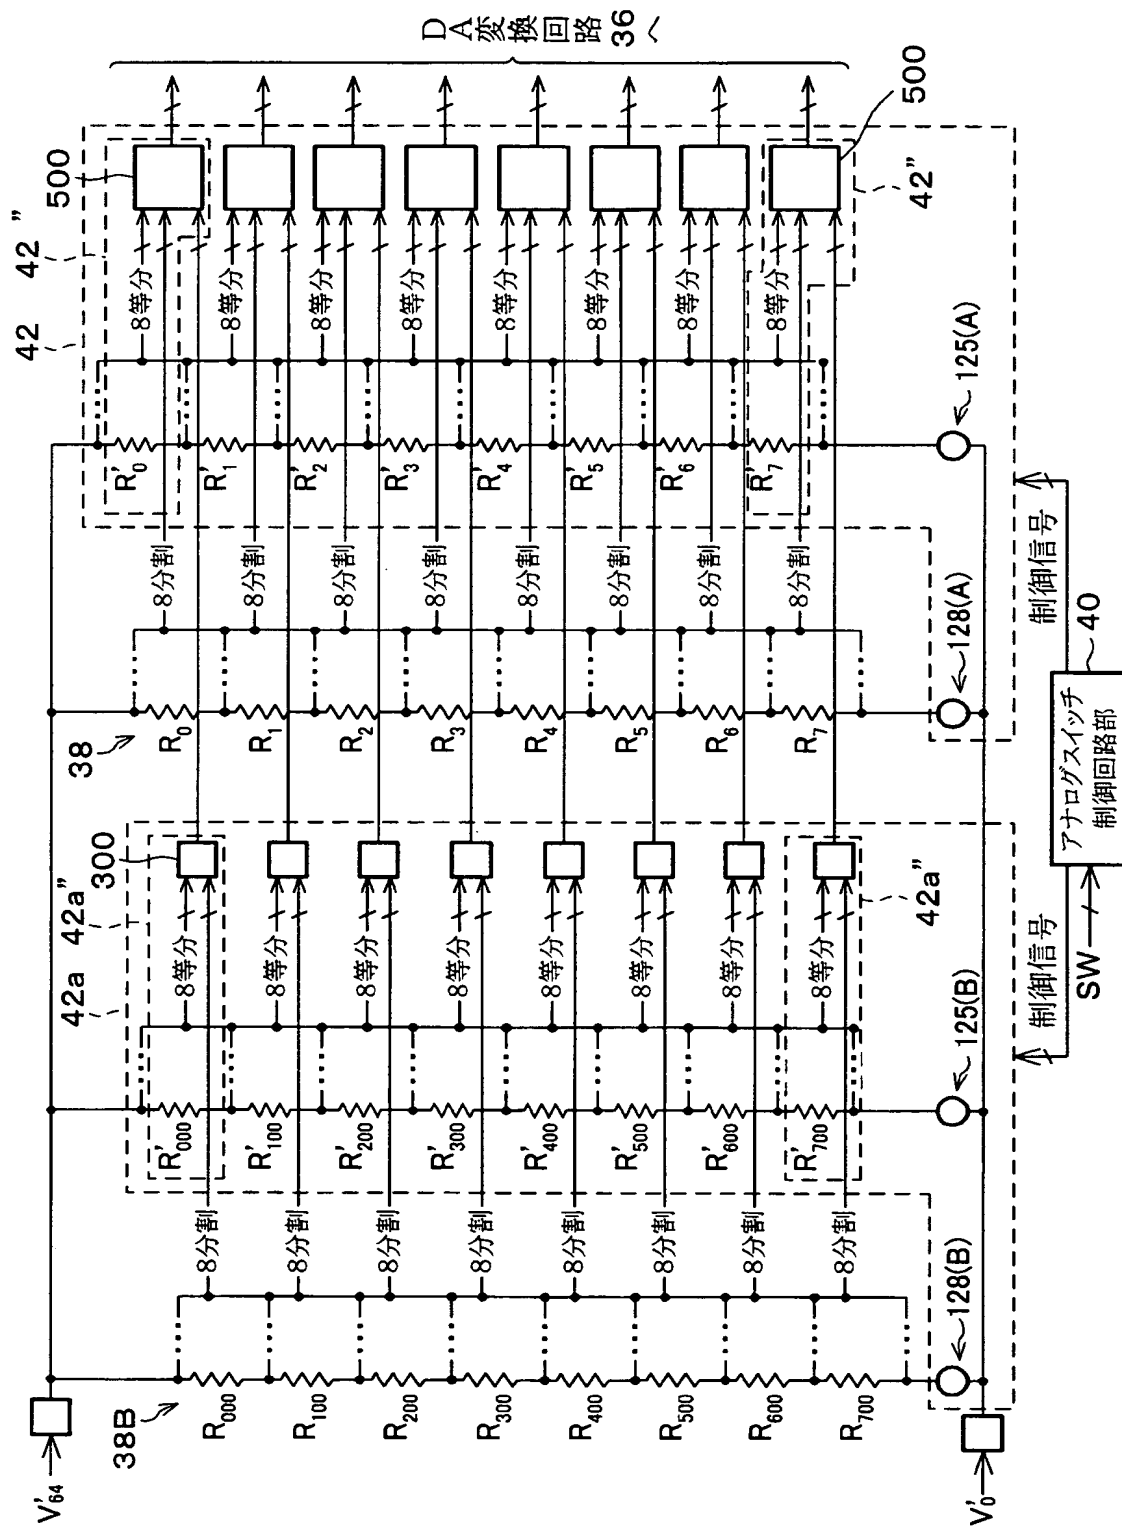 DA変換回路36へ
500
500
42"
42
42"
8等分
8等分
8等分
8等分
8等分
8等分
8等分
8等分
R'0
R'1
R'2
R'3
R'4
R'5
R'6
R'7
125(A)
8分割
8分割
8分割
8分割
8分割
8分割
8分割
8分割
38
R0
R1
R2
R3
R4
R5
R6
R7
128(A)
制御信号
40
アナログスイッチ
制御回路部
SW
制御信号
300
42a"
42a
42a"
8等分
8等分
8等分
8等分
8等分
8等分
8等分
8等分
R'000
R'100
R'200
R'300
R'400
R'500
R'600
R'700
125(B)
8分割
8分割
8分割
8分割
8分割
8分割
8分割
8分割
38B
R000
R100
R200
R300
R400
R500
R600
R700
128(B)
V'64
V'0